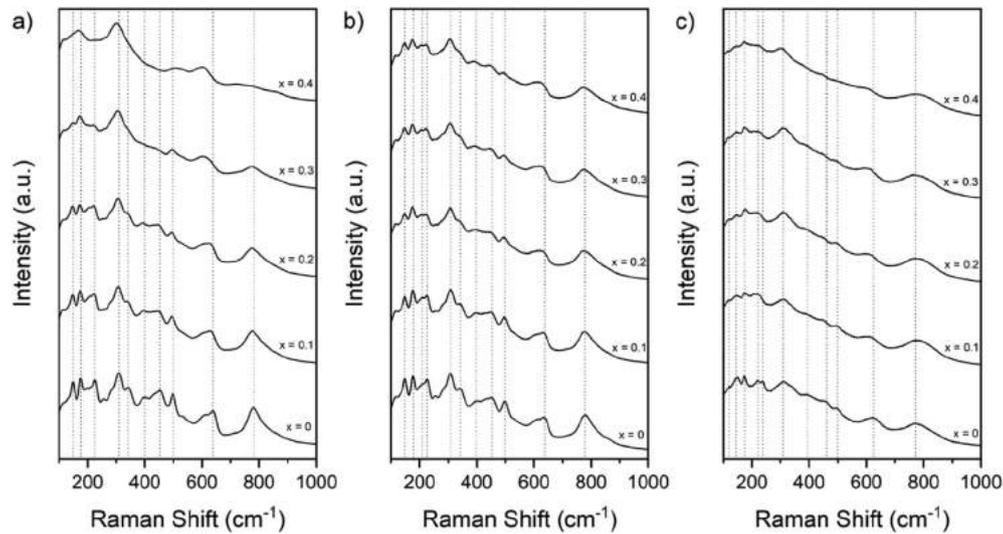 a)
Intensity (a.u.)
x = 0.4
x = 0.3
x = 0.2
x = 0.1
x = 0
0 200 400 600 800 1000
Raman Shift (cm⁻¹)
b)
Intensity (a.u.)
x = 0.4
x = 0.3
x = 0.2
x = 0.1
x = 0
0 200 400 600 800 1000
Raman Shift (cm⁻¹)
c)
Intensity (a.u.)
x = 0.4
x = 0.3
x = 0.2
x = 0.1
x = 0
0 200 400 600 800 1000
Raman Shift (cm⁻¹)